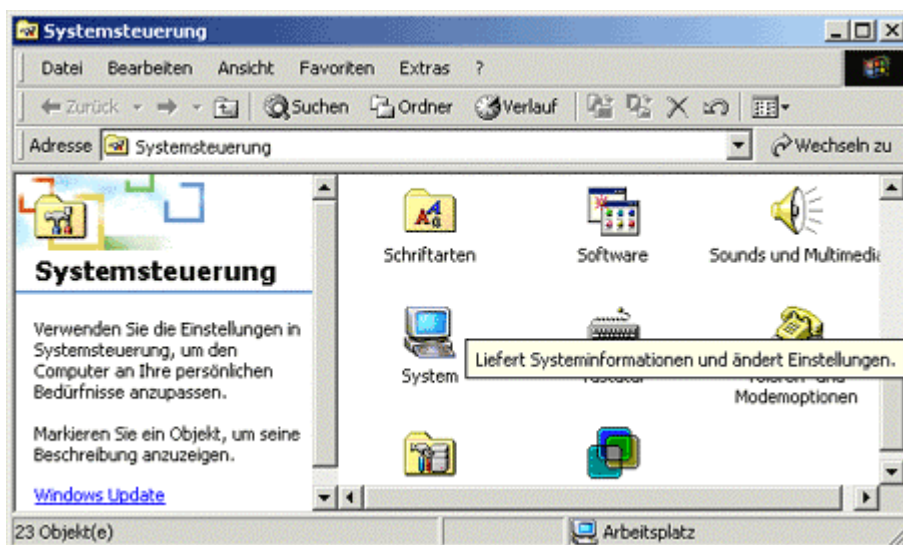 Systemsteuerung
Datei Bearbeiten Ansicht Favoriten Extras ?
Zurück Suchen Ordner Verlauf
Adresse Systemsteuerung Wechseln zu
Systemsteuerung
Verwenden Sie die Einstellungen in
Systemsteuerung, um den
Computer an Ihre persönlichen
Bedürfnisse anzupassen.
Markieren Sie ein Objekt, um seine
Beschreibung anzuzeigen.
Windows Update
Schriftarten Software Sounds und Multimedia
Liefert Systeminformationen und ändert Einstellungen.
System
Modemoptionen
23 Objekt(e) Arbeitsplatz